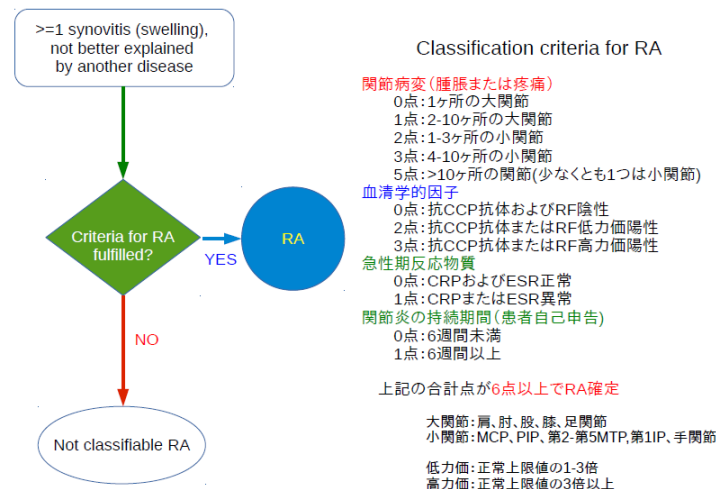 >=1 synovitis (swelling),
not better explained
by another disease
Criteria for RA
fulfilled?
YES
RA
NO
Not classifiable RA
Classification criteria for RA
関節病変(腫脹または疼痛)
0点:1ヶ所の大関節
1点:2-10ヶ所の大関節
2点:1-3ヶ所の小関節
3点:4-10ヶ所の小関節
5点:>10ヶ所の関節(少なくとも1つは小関節)
血清学的因子
0点:抗CCP抗体およびRF陰性
2点:抗CCP抗体またはRF低力価陽性
3点:抗CCP抗体またはRF高力価陽性
急性期反応物質
0点:CRPおよびESR正常
1点:CRPまたはESR異常
関節炎の持続期間(患者自己申告)
0点:6週間未満
1点:6週間以上
上記の合計点が6点以上でRA確定
大関節:肩、肘、股、膝、足関節
小関節:MCP、PIP、第2-第5MTP,第1IP、手関節
低力価:正常上限値の1-3倍
高力価:正常上限値の3倍以上